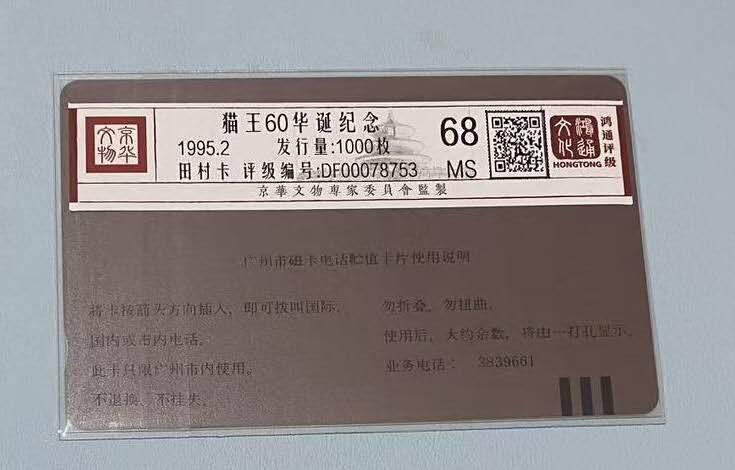 京华文物
猫王60华诞纪念
1995.2 发行量:1000枚
田村卡 评级编号:DF00078753
68
MS
鸿通文化
HONGTONG
鸿通评级
京華文物專家委員會監製
广州市磁卡电话贮值卡片使用说明
将卡按箭头方向插入，即可拨叫国际、
国内或市内电话。
此卡只限广州市内使用。
不退换、不挂失。
勿折叠，勿扭曲。
使用后，大约余数，将由一打孔显示。
业务电话： 3839661